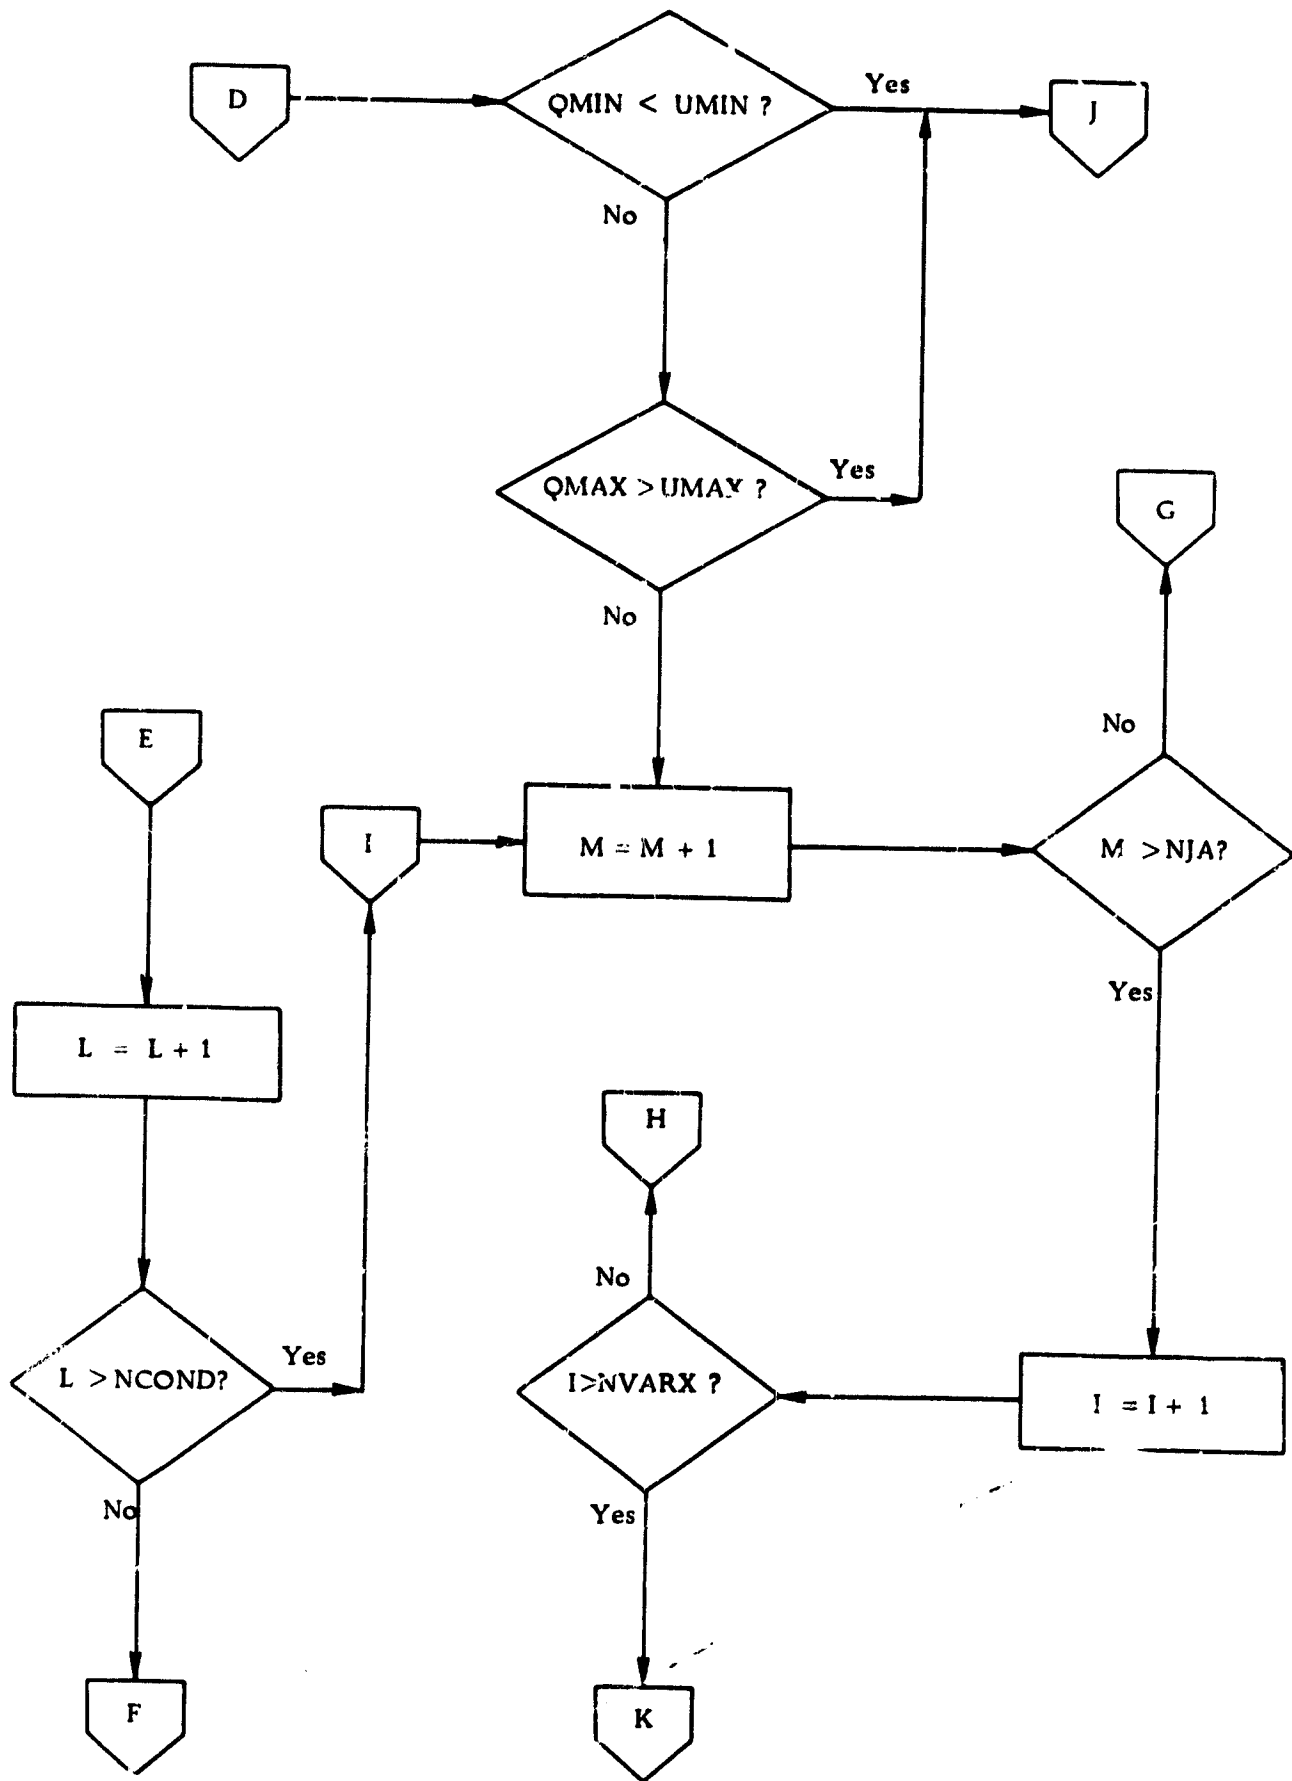 D
QMIN < UMIN ?
Yes
J
No
QMAX > UMAX ?
Yes
G
No
E
No
I
M = M + 1
M > NJA?
Yes
L = L + 1
H
No
L > NCOND?
Yes
I > NVARX ?
I = I + 1
No
Yes
F
K